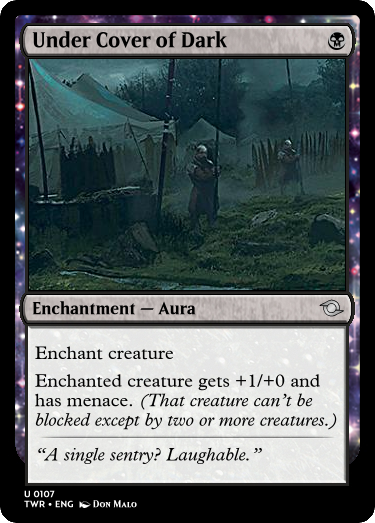 Under Cover of Dark
Enchantment — Aura
Enchant creature
Enchanted creature gets +1/+0 and
has menace. (That creature can't be
blocked except by two or more creatures.)
“A single sentry? Laughable.”
U 0107
TWR • ENG Don Malo